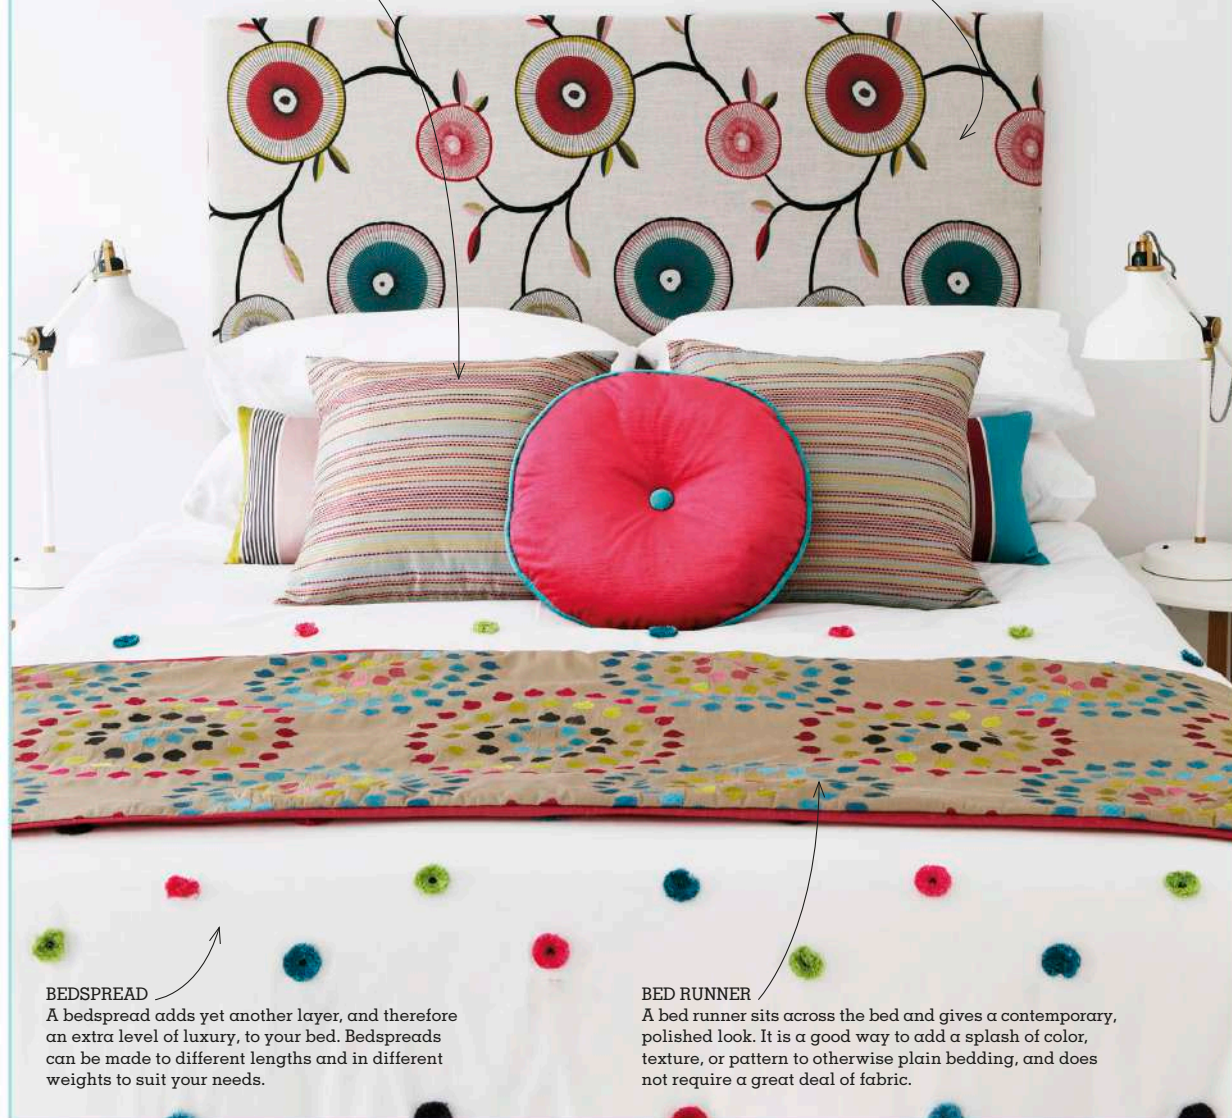 BEDSPREAD
A bedspread adds yet another layer, and therefore
an extra level of luxury, to your bed. Bedspreads
can be made to different lengths and in different
weights to suit your needs.
BED RUNNER
A bed runner sits across the bed and gives a contemporary,
polished look. It is a good way to add a splash of color,
texture, or pattern to otherwise plain bedding, and does
not require a great deal of fabric.